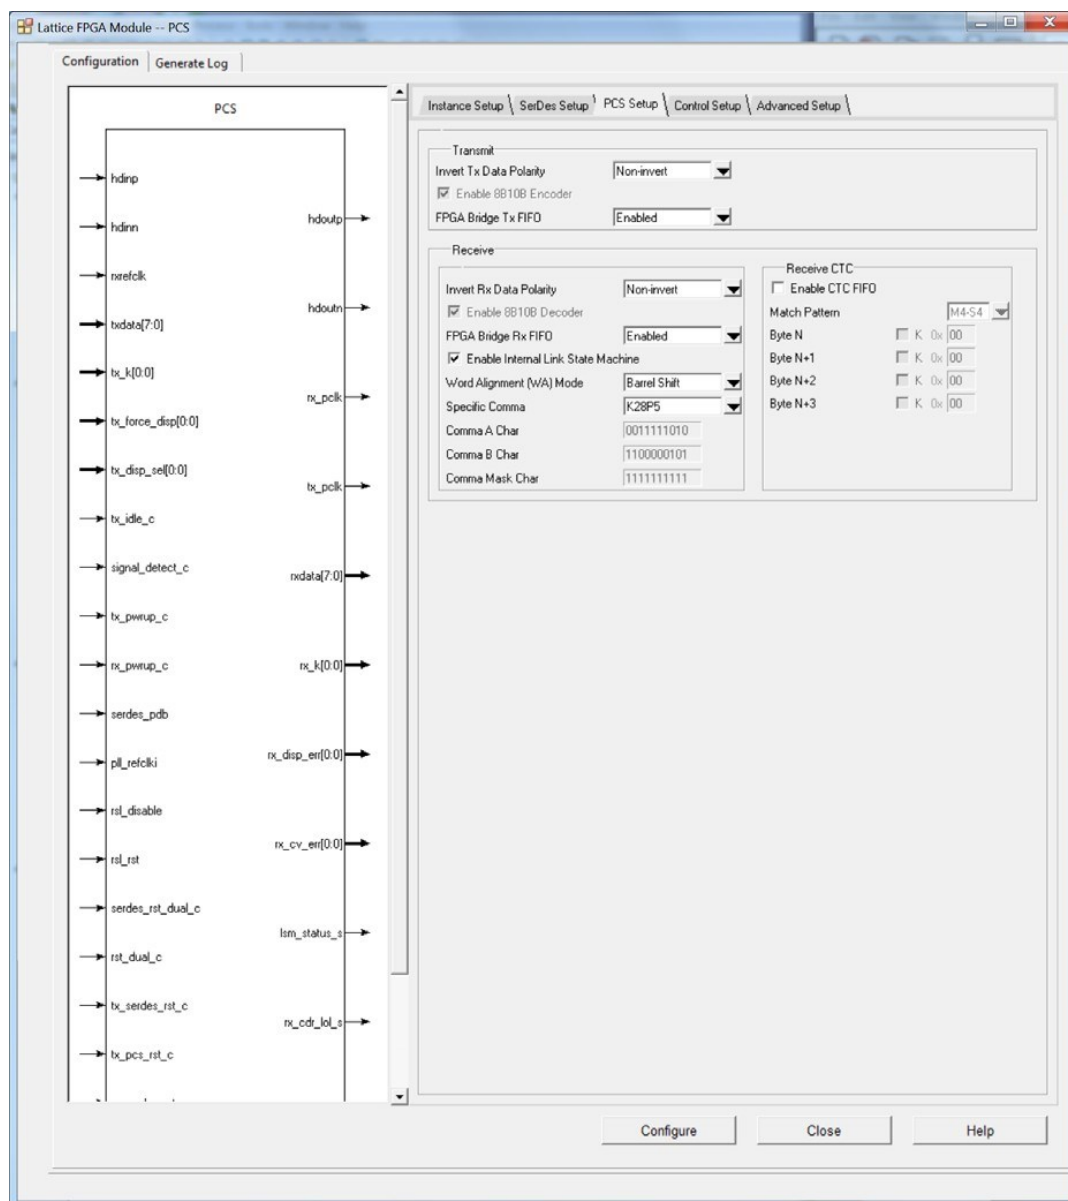 Lattice FPGA Module -- PCS
Configuration
Generate Log
PCS
hdinp
hdinn
rxrefclk
txdata[7:0]
tx_k[0:0]
tx_force_disp[0:0]
tx_disp_sel[0:0]
tx_idle_c
signal_detect_c
tx_pwrup_c
rx_pwrup_c
serdes_pdb
pll_refclki
rsl_disable
rsl_rst
serdes_rst_dual_c
rst_dual_c
tx_serdes_rst_c
tx_pcs_rst_c
hdoutp
hdoutn
rx_pclk
tx_pclk
rxdata[7:0]
rx_k[0:0]
rx_disp_err[0:0]
rx_cv_err[0:0]
lsm_status_s
rx_cdr_lol_s
Instance Setup
SerDes Setup
PCS Setup
Control Setup
Advanced Setup
Transmit
Invert Tx Data Polarity Non-invert
Enable 8B10B Encoder
FPGA Bridge Tx FIFO Enabled
Receive
Invert Rx Data Polarity Non-invert
Enable 8B10B Decoder
FPGA Bridge Rx FIFO Enabled
Enable Internal Link State Machine
Word Alignment (WA) Mode Barrel Shift
Specific Comma K28P5
Comma A Char 0011111010
Comma B Char 1100000101
Comma Mask Char 1111111111
Receive CTC
Enable CTC FIFO
Match Pattern M4-S4
Byte N K 0x 00
Byte N+1 K 0x 00
Byte N+2 K 0x 00
Byte N+3 K 0x 00
Configure
Close
Help